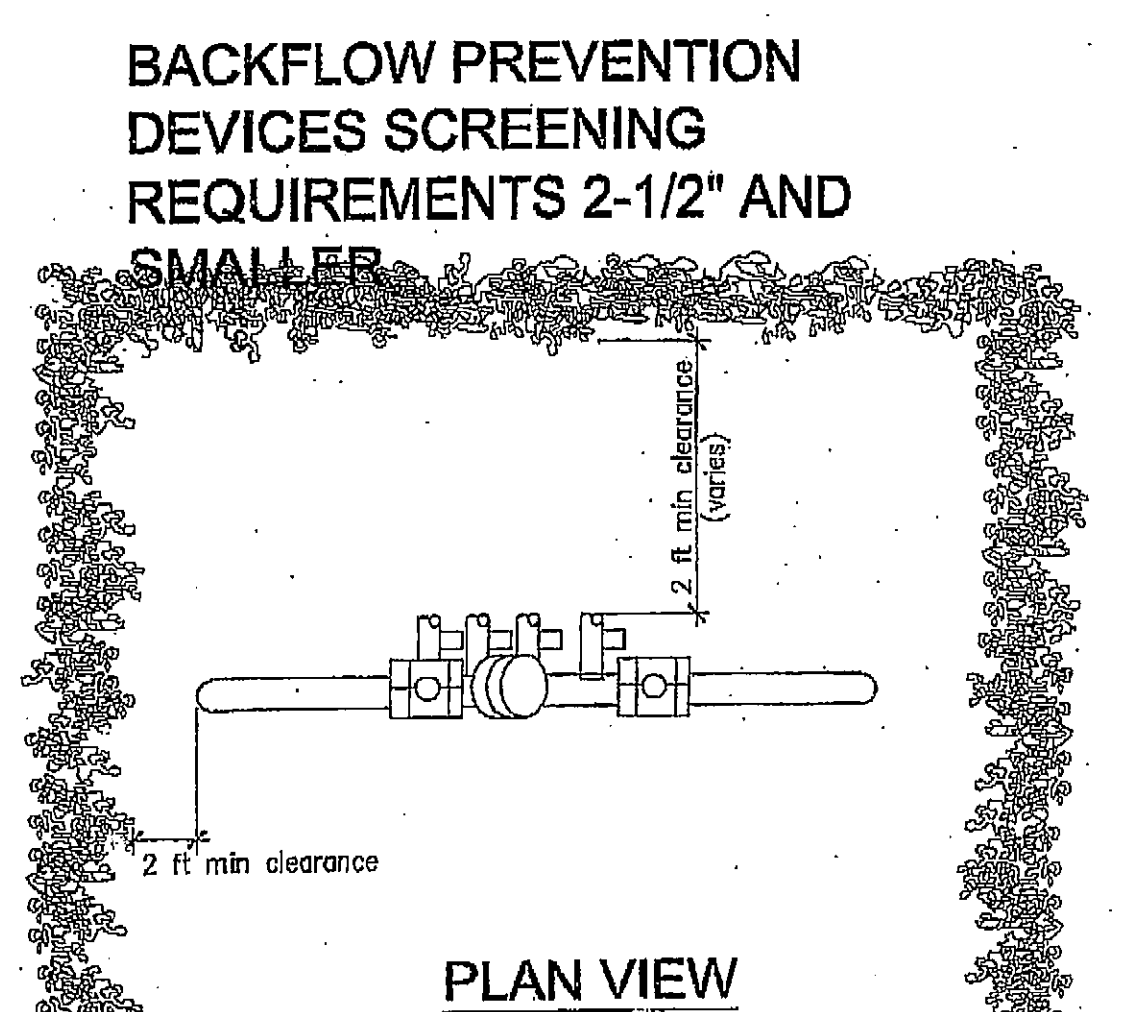 BACKFLOW PREVENTION
DEVICES SCREENING
REQUIREMENTS 2-1/2" AND
SMALLER
2 ft min clearance
(varies)
2 ft min clearance
PLAN VIEW